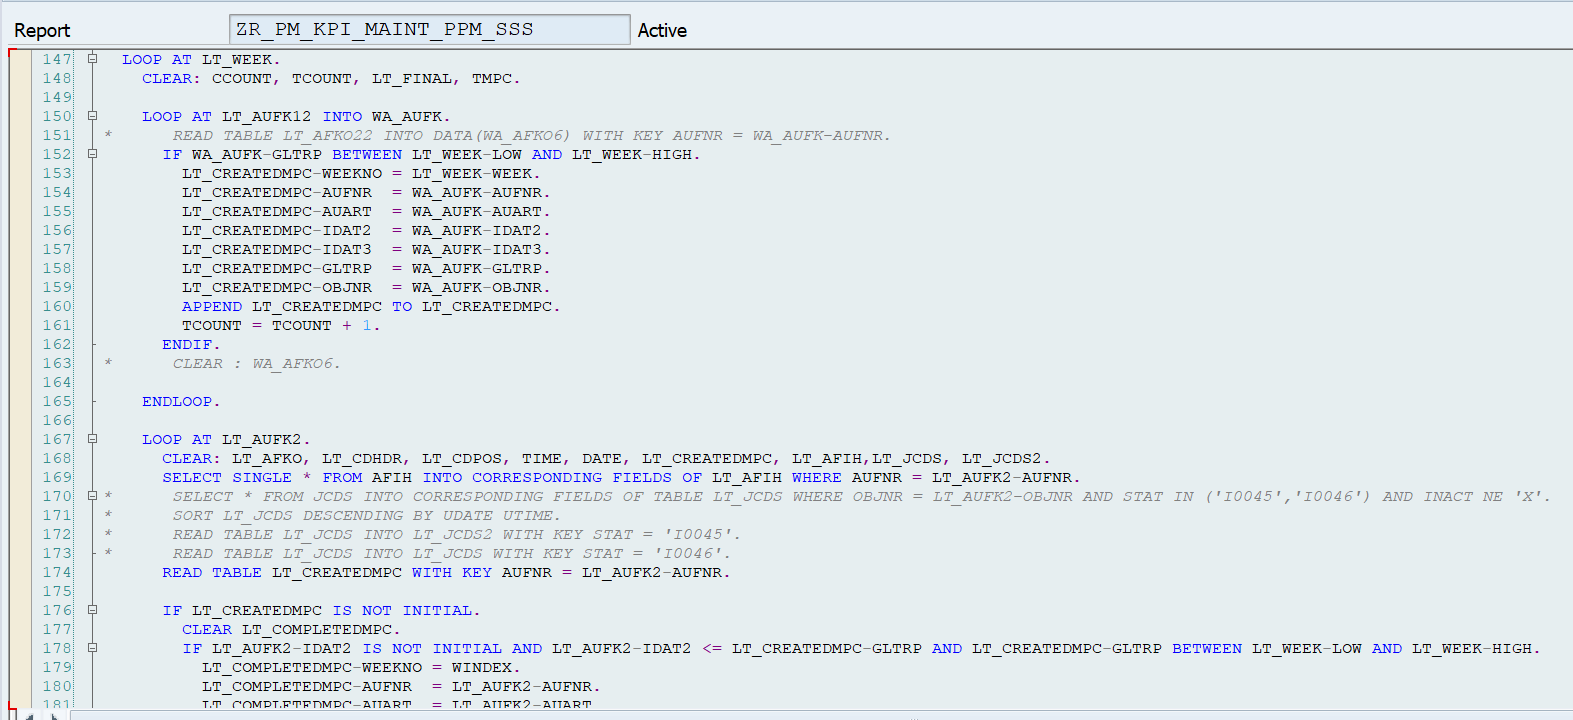 Report ZR_PM_KPI_MAINT_PPM_SSS Active
147 LOOP AT LT_WEEK.
148 CLEAR: CCOUNT, TCOUNT, LT_FINAL, TMPC.
149
150 LOOP AT LT_AUFK12 INTO WA_AUFK.
151 * READ TABLE LT_AFKO22 INTO DATA(WA_AFKO6) WITH KEY AUFNR = WA_AUFK-AUFNR.
152 IF WA_AUFK-GLTRP BETWEEN LT_WEEK-LOW AND LT_WEEK-HIGH.
153 LT_CREATEDMPC-WEEKNO = LT_WEEK-WEEK.
154 LT_CREATEDMPC-AUFNR = WA_AUFK-AUFNR.
155 LT_CREATEDMPC-AUART = WA_AUFK-AUART.
156 LT_CREATEDMPC-IDAT2 = WA_AUFK-IDAT2.
157 LT_CREATEDMPC-IDAT3 = WA_AUFK-IDAT3.
158 LT_CREATEDMPC-GLTRP = WA_AUFK-GLTRP.
159 LT_CREATEDMPC-OBJNR = WA_AUFK-OBJNR.
160 APPEND LT_CREATEDMPC TO LT_CREATEDMPC.
161 TCOUNT = TCOUNT + 1.
162 ENDIF.
163 * CLEAR : WA_AFKO6.
164
165 ENDLOOP.
166
167 LOOP AT LT_AUFK2.
168 CLEAR: LT_AFKO, LT_CDHDR, LT_CDPOS, TIME, DATE, LT_CREATEDMPC, LT_AFIH,LT_JCDS, LT_JCDS2.
169 SELECT SINGLE * FROM AFIH INTO CORRESPONDING FIELDS OF LT_AFIH WHERE AUFNR = LT_AUFK2-AUFNR.
170 * SELECT * FROM JCDS INTO CORRESPONDING FIELDS OF TABLE LT_JCDS WHERE OBJNR = LT_AUFK2-OBJNR AND STAT IN ('I0045','I0046') AND INACT NE 'X'.
171 * SORT LT_JCDS DESCENDING BY UDATE UTIME.
172 * READ TABLE LT_JCDS INTO LT_JCDS2 WITH KEY STAT = 'I0045'.
173 * READ TABLE LT_JCDS INTO LT_JCDS WITH KEY STAT = 'I0046'.
174 READ TABLE LT_CREATEDMPC WITH KEY AUFNR = LT_AUFK2-AUFNR.
175
176 IF LT_CREATEDMPC IS NOT INITIAL.
177 CLEAR LT_COMPLETEDMPC.
178 IF LT_AUFK2-IDAT2 IS NOT INITIAL AND LT_AUFK2-IDAT2 <= LT_CREATEDMPC-GLTRP AND LT_CREATEDMPC-GLTRP BETWEEN LT_WEEK-LOW AND LT_WEEK-HIGH.
179 LT_COMPLETEDMPC-WEEKNO = WINDEX.
180 LT_COMPLETEDMPC-AUFNR = LT_AUFK2-AUFNR.
181 LT_COMPLETEDMPC-AUART = LT_AUFK2-AUART